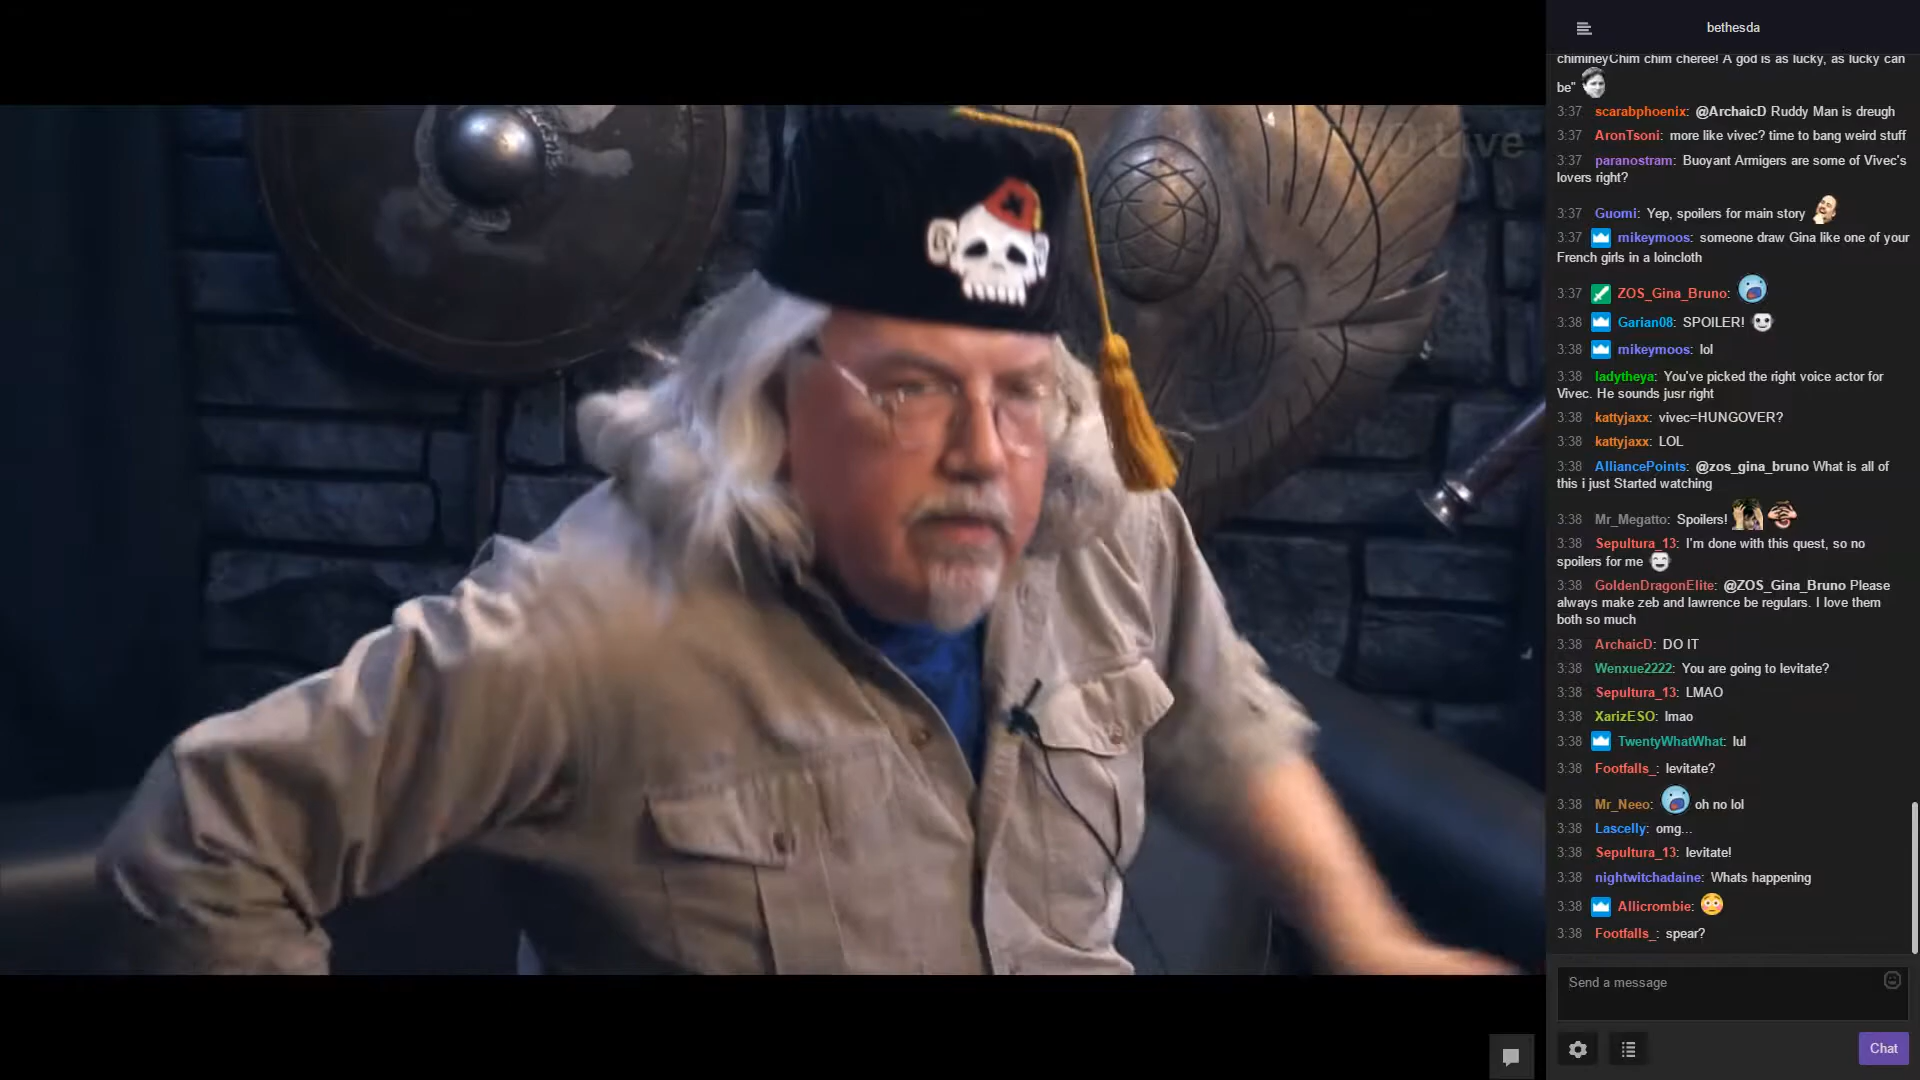 bethesda
chimineyChim chim cheree! A god is as lucky, as lucky can
be"
3:37 scarabphoenix: @ArchaicD Ruddy Man is dreugh
3:37 AronTsoni: more like vivec? time to bang weird stuff
3:37 paranostram: Buoyant Armigers are some of Vivec's
lovers right?
3:37 Guomi: Yep, spoilers for main story
3:37 mikeymoos: someone draw Gina like one of your
French girls in a loincloth
3:37 ZOS_Gina_Bruno:
3:38 Garian08: SPOILER!
3:38 mikeymoos: lol
3:38 ladytheya: You've picked the right voice actor for
Vivec. He sounds jusr right
3:38 kattyjaxx: vivec=HUNGOVER?
3:38 kattyjaxx: LOL
3:38 AlliancePoints: @zos_gina_bruno What is all of
this i just Started watching
3:38 Mr_Megatto: Spoilers!
3:38 Sepultura_13: I'm done with this quest, so no
spoilers for me
3:38 GoldenDragonElite: @ZOS_Gina_Bruno Please
always make zeb and lawrence be regulars. I love them
both so much
3:38 ArchaicD: DO IT
3:38 Wenxue2222: You are going to levitate?
3:38 Sepultura_13: LMAO
3:38 XarizESO: lmao
3:38 TwentyWhatWhat: lul
3:38 Footfalls_: levitate?
3:38 Mr_Neeo: oh no lol
3:38 Lascelly: omg...
3:38 Sepultura_13: levitate!
3:38 nightwitchadaine: Whats happening
3:38 Allicrombie:
3:38 Footfalls_: spear?
Send a message
Chat
Live